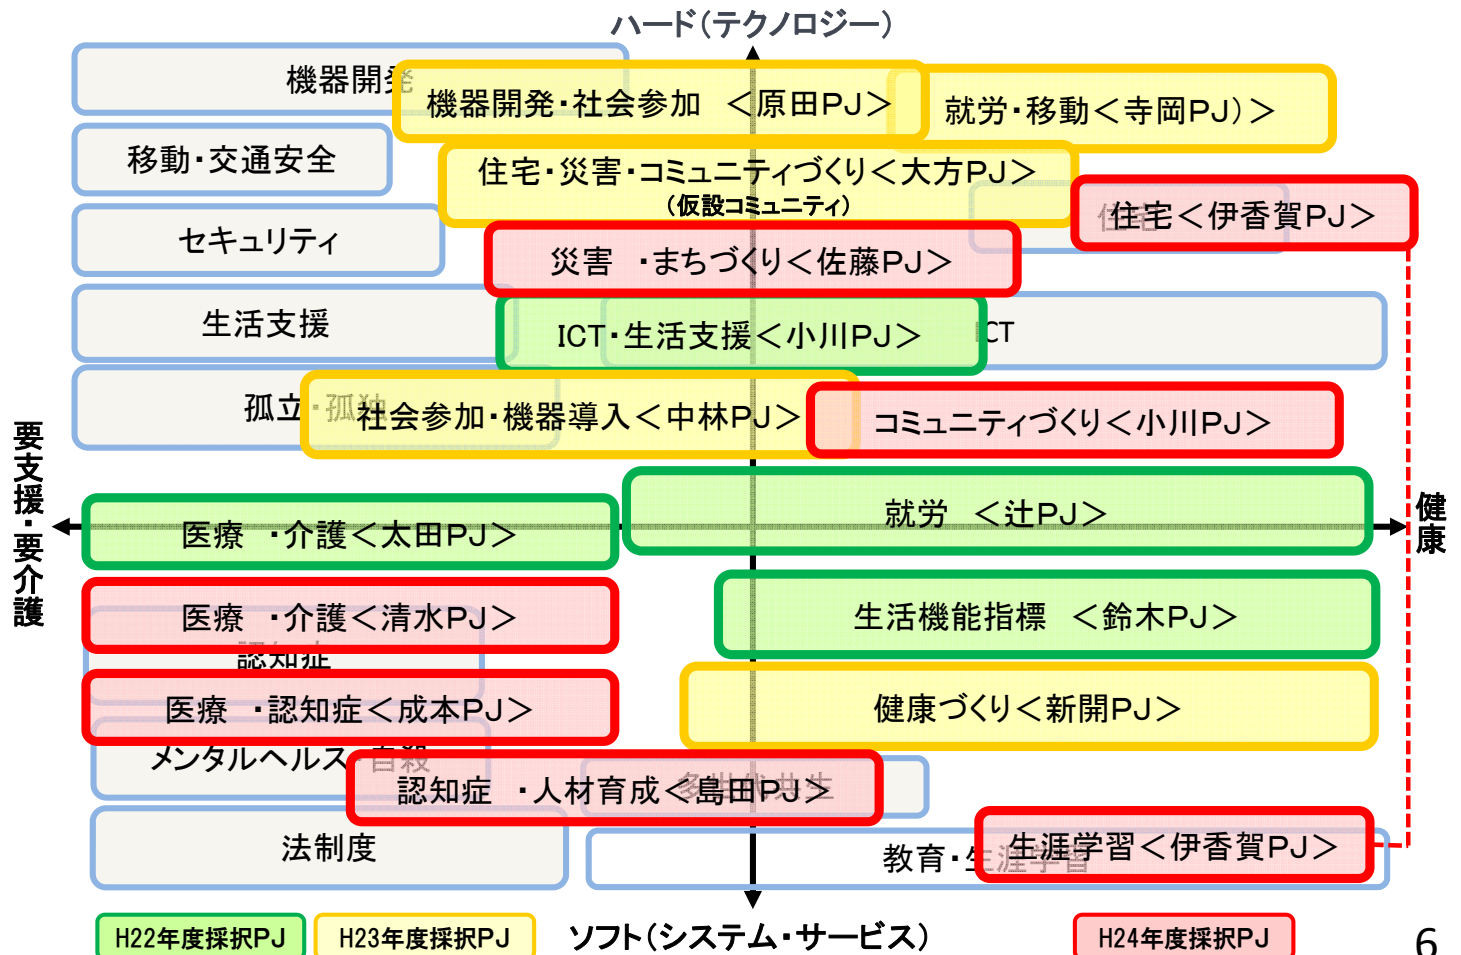 ハード(テクノロジー)
機器開発
機器開発・社会参加 <原田PJ>
就労・移動<寺岡PJ)>
移動・交通安全
住宅・災害・コミュニティづくり<大方PJ>
(仮設コミュニティ)
住宅
住宅<伊香賀PJ>
セキュリティ
災害 ・まちづくり<佐藤PJ>
生活支援
ICT・生活支援<小川PJ>
ICT
孤立・孤独
社会参加・機器導入<中林PJ>
コミュニティづくり<小川PJ>
要支援・要介護
健康
就労 <辻PJ>
医療 ・介護<太田PJ>
医療 ・介護<清水PJ>
生活機能指標 <鈴木PJ>
認知症
医療 ・認知症<成本PJ>
健康づくり<新開PJ>
メンタルヘルス・自殺
認知症 ・人材育成<島田PJ>
多世代共生
法制度
教育・生涯学習
生涯学習<伊香賀PJ>
H22年度採択PJ
H23年度採択PJ
ソフト(システム・サービス)
H24年度採択PJ
6